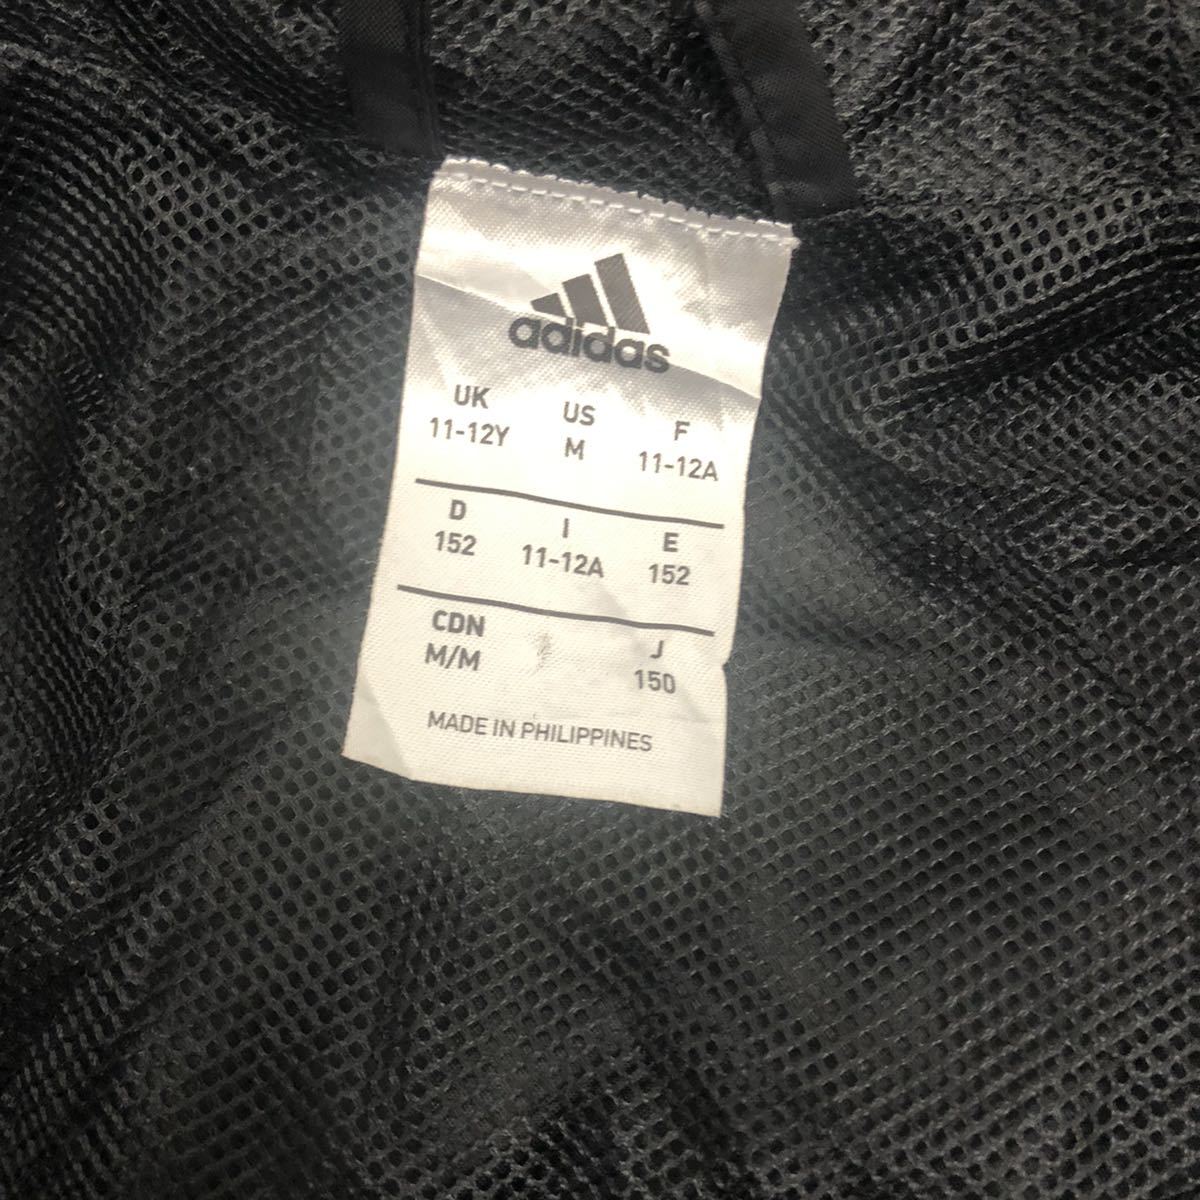 adidas
UK US F
11-12Y M 11-12A
D I E
152 11-12A 152
CDN J
M/M 150
MADE IN PHILIPPINES